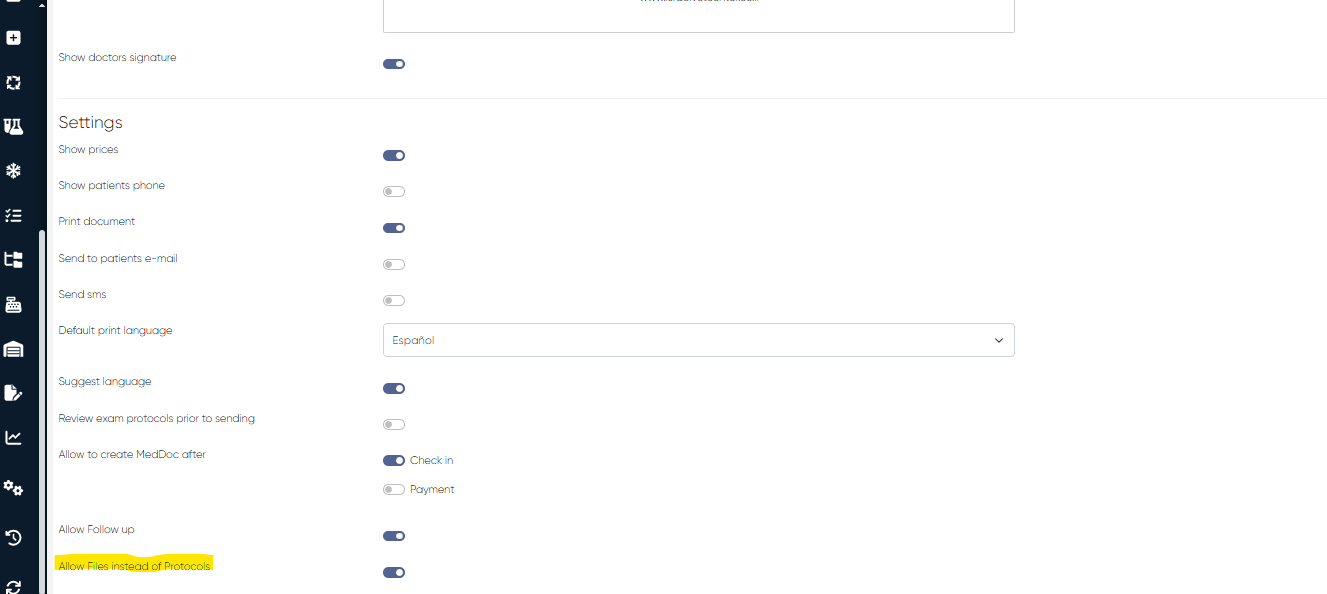 Show doctors signature
Settings
Show prices
Show patients phone
Print document
Send to patients e-mail
Send sms
Default print language
Español
Suggest language
Review exam protocols prior to sending
Allow to create MedDoc after
Check in
Payment
Allow Follow up
Allow Files instead of Protocols